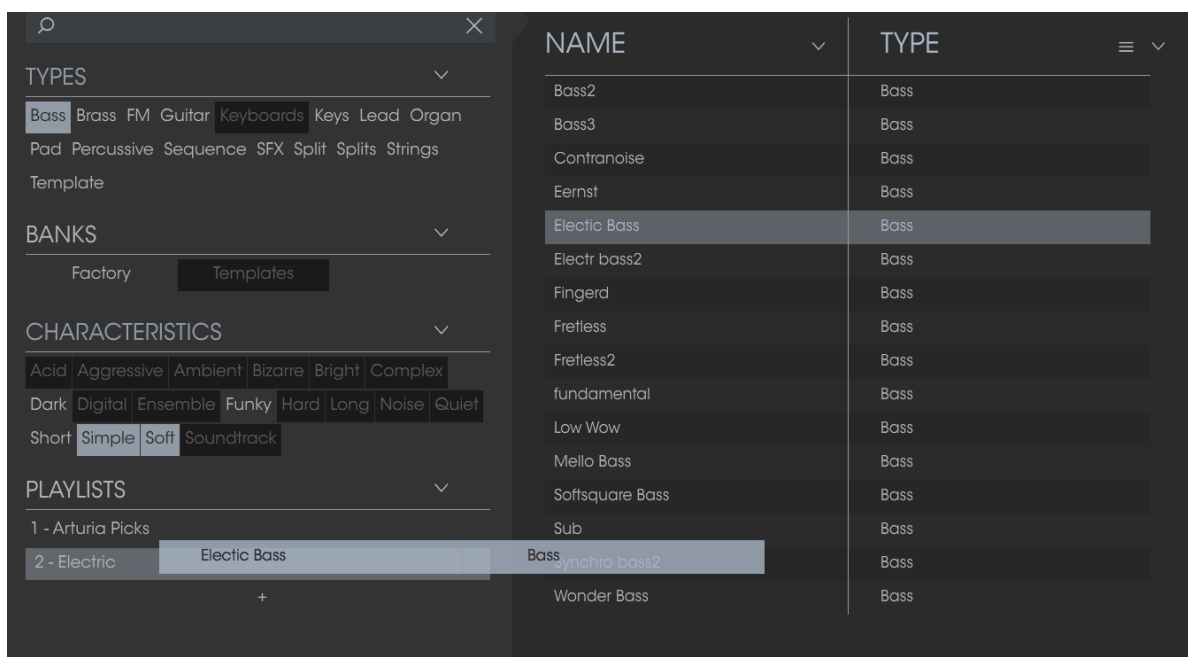 TYPES
Bass Brass FM Guitar Keyboards Keys Lead Organ
Pad Percussive Sequence SFX Split Splits Strings
Template
BANKS
Factory Templates
CHARACTERISTICS
Acid Aggressive Ambient Bizarre Bright Complex
Dark Digital Ensemble Funky Hard Long Noise Quiet
Short Simple Soft Soundtrack
PLAYLISTS
1 - Arturia Picks
2 - Electric
Electic Bass Bass
+
NAME TYPE
Bass2 Bass
Bass3 Bass
Contranoise Bass
Eernst Bass
Electic Bass Bass
Electr bass2 Bass
Fingerd Bass
Fretless Bass
Fretless2 Bass
fundamental Bass
Low Wow Bass
Mello Bass Bass
Softsquare Bass Bass
Sub Bass
Synchro bass2 Bass
Wonder Bass Bass